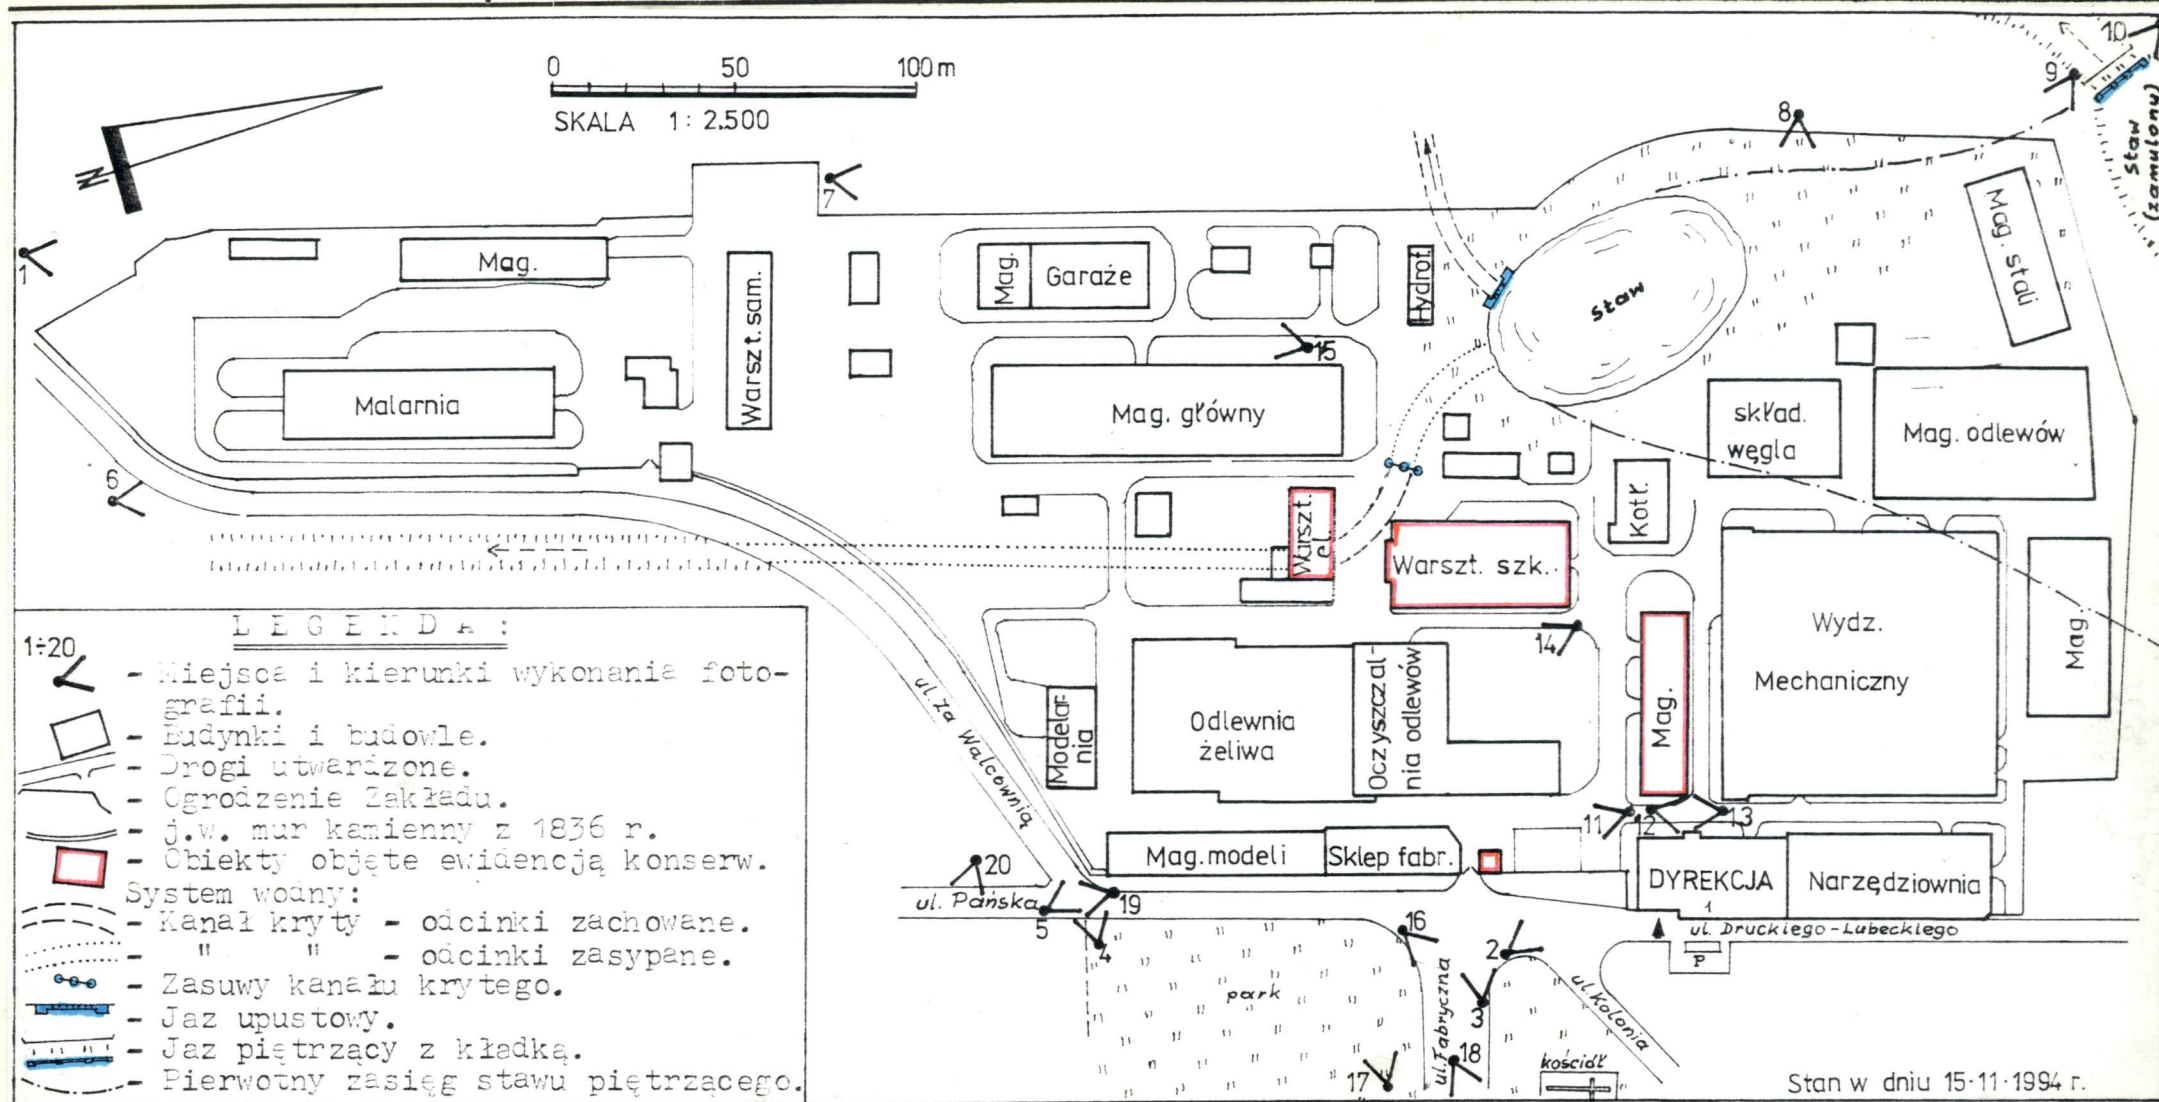 0 50 100 m
SKALA 1: 2.500
N
10
9
8
7
1
Staw
(zamulony)
Mag.
Warszt. sam.
Mag.
Garaże
Hydrof.
Staw
Mag. stali
15
Malarnia
Mag. główny
skład.
węgla
Mag. odlewów
6
Warszt.
el.
Warszt. szk..
Kotł.
Wydz.
Mechaniczny
Mag.
14
Mag.
ul. za Walcownią
Modelar-
nia
Odlewnia
żeliwa
Oczyszczal-
nia odlewów
11 12 13
Mag. modeli
Sklep fabr.
DYREKCJA
1
Narzędziownia
20
ul. Pańska
5
19
4
16
2
ul. Druckiego-Lubeckiego
P
park
ul. Fabryczna
3
ul. Kolonia
17
18
kościół
Stan w dniu 15·11·1994 r.
LEGENDA:
1÷20
- Miejsca i kierunki wykonania foto-
grafii.
- Budynki i budowle.
- Drogi utwardzone.
- Ogrodzenie Zakładu.
- j.w. mur kamienny z 1836 r.
- Obiekty objęte ewidencją konserw.
System wodny:
- Kanał kryty - odcinki zachowane.
- " " - odcinki zasypane.
- Zasuwy kanału krytego.
- Jaz upustowy.
- Jaz piętrzący z kładką.
- Pierwotny zasięg stawu piętrzącego.